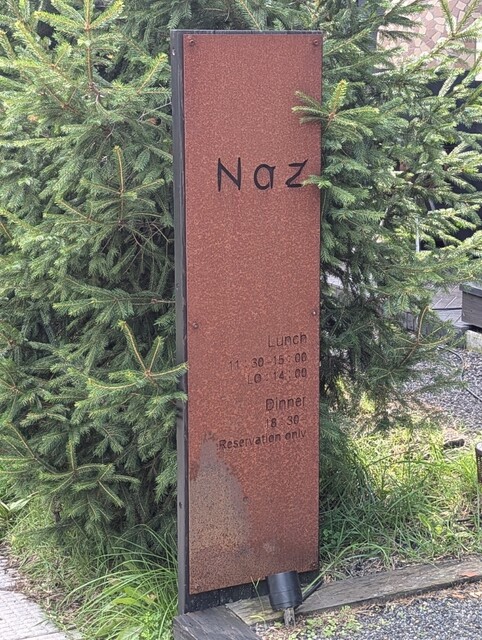 Naz
Lunch
11:30-15:00
LO:14:00
Dinner
18:30-
Reservation only